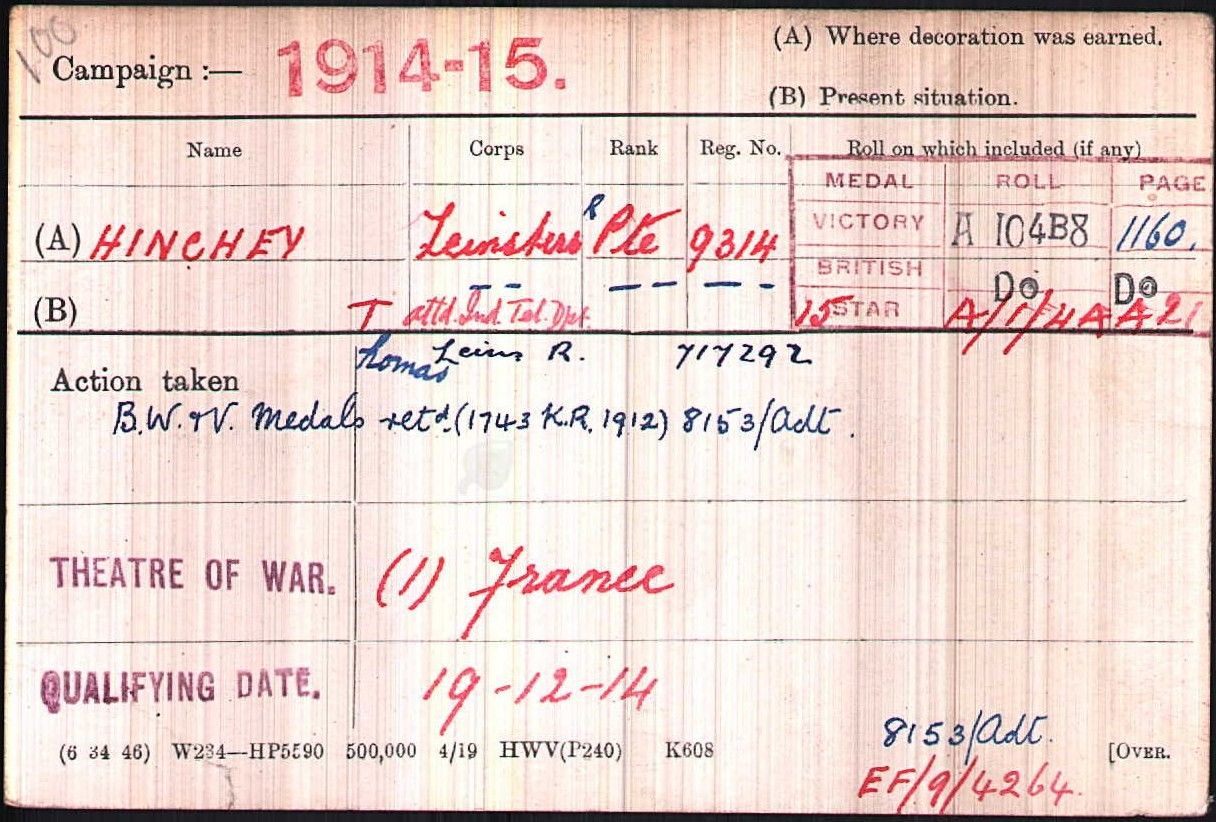 100
Campaign :— 1914-15. (A) Where decoration was earned.
(B) Present situation.
Name Corps Rank Reg. No. Roll on which included (if any)
MEDAL ROLL PAGE
(A) HINCHEY Leinsters R Pte 9314 VICTORY A 104B8 1160.
BRITISH Do Do
(B) T attd. Ind. Tel. Dpt. — — — — — — 15 STAR A/1/4A A21
homas Leins R. 717292
Action taken
B.W. & V. Medals retd. (1743 K.R. 1912) 8153/Adt.
THEATRE OF WAR. (1) France
QUALIFYING DATE. 19-12-14
8153/Adt.
(6 34 46) W234—HP5590 500,000 4/19 HWV(P240) K608 [OVER.
EF/9/4264.